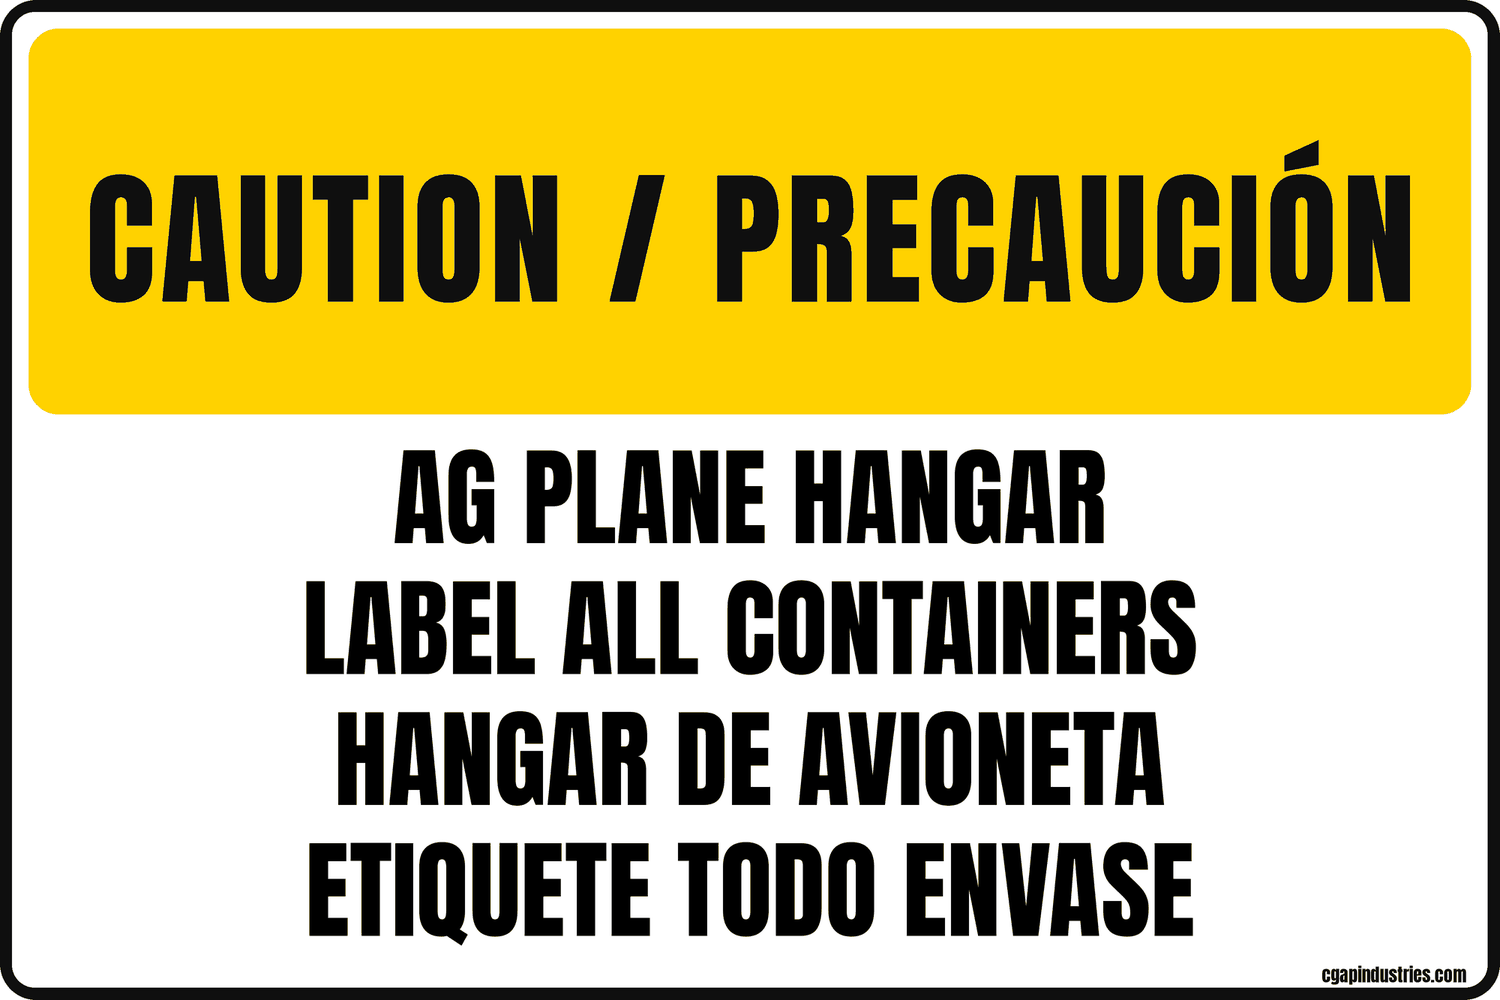 CAUTION / PRECAUCIÓN
AG PLANE HANGAR
LABEL ALL CONTAINERS
HANGAR DE AVIONETA
ETIQUETE TODO ENVASE
cgapindustries.com